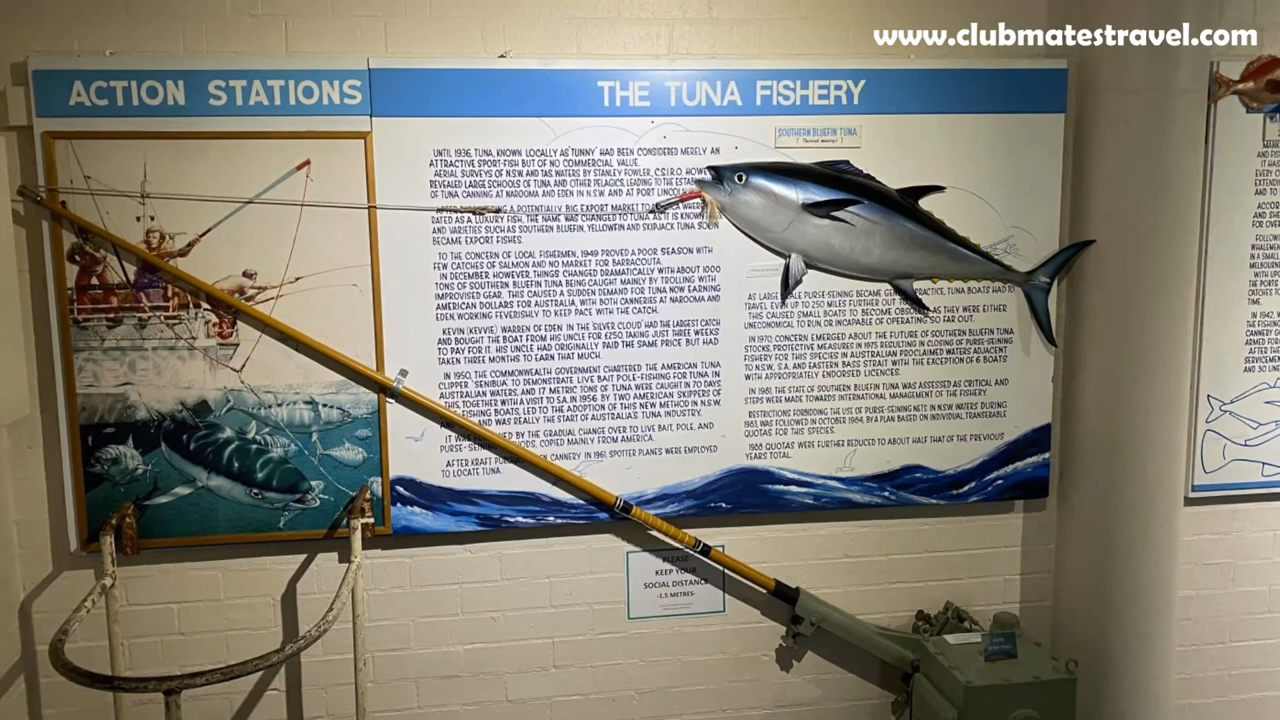 www.clubmatestravel.com
ACTION STATIONS
THE TUNA FISHERY
SOUTHERN BLUEFIN TUNA
UNTIL 1936, TUNA, KNOWN LOCALLY AS 'TUNNY' HAD BEEN CONSIDERED MERELY AN
ATTRACTIVE SPORT-FISH BUT OF NO COMMERCIAL VALUE.
AERIAL SURVEYS OF N.S.W. AND TAS. WATERS BY STANLEY FOWLER, C.S.I.R.O. HOWE
REVEALED LARGE SCHOOLS OF TUNA AND OTHER PELAGICS, LEADING TO THE ESTAB
OF TUNA CANNING AT NAROOMA AND EDEN IN N.S.W. AND AT PORT LINCOL
A POTENTIALLY BIG EXPORT MARKET TO WHER
RATED AS A LUXURY FISH, THE NAME WAS CHANGED TO TUNA AS IT IS KNOWN
AND VARIETIES SUCH AS SOUTHERN BLUEFIN, YELLOWFIN AND SKIPJACK TUNA SOON
BECAME EXPORT FISHES.
TO THE CONCERN OF LOCAL FISHERMEN, 1949 PROVED A POOR SEASON WITH
FEW CATCHES OF SALMON AND NO MARKET FOR BARRACOUTA.
IN DECEMBER HOWEVER, THINGS CHANGED DRAMATICALLY WITH ABOUT 1000
TONS OF SOUTHERN BLUEFIN TUNA BEING CAUGHT MAINLY BY TROLLING WITH
IMPROVISED GEAR. THIS CAUSED A SUDDEN DEMAND FOR TUNA NOW EARNING
AMERICAN DOLLARS FOR AUSTRALIA, WITH BOTH CANNERIES AT NAROOMA AND
EDEN, WORKING FEVERISHLY TO KEEP PACE WITH THE CATCH.
KEVIN (KEVVIE) WARREN OF EDEN IN THE 'SILVER CLOUD' HAD THE LARGEST CATCH
AND BOUGHT THE BOAT FROM HIS UNCLE FOR £250, TAKING JUST THREE WEEKS
TO PAY FOR IT. HIS UNCLE HAD ORIGINALLY PAID THE SAME PRICE BUT HAD
TAKEN THREE MONTHS TO EARN THAT MUCH.
IN 1950, THE COMMONWEALTH GOVERNMENT CHARTERED THE AMERICAN TUNA
CLIPPER 'SENIBUA' TO DEMONSTRATE LIVE BAIT POLE-FISHING FOR TUNA IN
AUSTRALIAN WATERS, AND 17 METRIC TONS OF TUNA WERE CAUGHT IN 70 DAYS.
THIS, TOGETHER WITH A VISIT TO S.A. IN 1956 BY TWO AMERICAN SKIPPERS OF
FISHING BOATS, LED TO THE ADOPTION OF THIS NEW METHOD IN N.S.W.
AND WAS REALLY THE START OF AUSTRALIA'S TUNA INDUSTRY.
IT WAS BY THE GRADUAL CHANGE OVER TO LIVE BAIT, POLE, AND
PURSE-SEIN COPIED MAINLY FROM AMERICA.
AFTER KRAFT PURCH EN CANNERY IN 1961, SPOTTER PLANES WERE EMPLOYED
TO LOCATE TUNA.
AS LARGE SCALE PURSE-SEINING BECAME GEN PRACTICE, TUNA BOATS HAD TO
TRAVEL EVEN UP TO 250 MILES FURTHER OUT TO
THIS CAUSED SMALL BOATS TO BECOME OBSOLE AS THEY WERE EITHER
UNECONOMICAL TO RUN, OR INCAPABLE OF OPERATING SO FAR OUT.
IN 1970, CONCERN EMERGED ABOUT THE FUTURE OF SOUTHERN BLUEFIN TUNA
STOCKS, PROTECTIVE MEASURES IN 1975 RESULTING IN CLOSING OF PURSE-SEINING
FISHERY FOR THIS SPECIES IN AUSTRALIAN PROCLAIMED WATERS ADJACENT
TO N.S.W., S.A. AND EASTERN BASS STRAIT WITH THE EXCEPTION OF 6 BOATS
WITH APPROPRIATELY ENDORSED LICENCES.
IN 1981 THE STATE OF SOUTHERN BLUEFIN TUNA WAS ASSESSED AS CRITICAL AND
STEPS WERE MADE TOWARDS INTERNATIONAL MANAGEMENT OF THE FISHERY.
RESTRICTIONS FORBIDDING THE USE OF PURSE-SEINING NETS IN N.S.W. WATERS DURING
1983, WAS FOLLOWED IN OCTOBER 1984, BY A PLAN BASED ON INDIVIDUAL TRANSFERABLE
QUOTAS FOR THIS SPECIES.
1988 QUOTAS WERE FURTHER REDUCED TO ABOUT HALF THAT OF THE PREVIOUS
YEARS TOTAL.
PLEASE
KEEP YOUR
SOCIAL DISTANCE
-1.5 METRES-